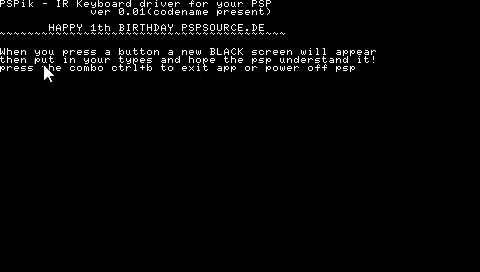 PSPik - IR Keyboard driver for your PSP
ver 0.01(codename present)
HAPPY 1th BIRTHDAY PSPSOURCE.DE
~~~~~~~~~~~~~~~~~~~~~~~~~~~~~~~~~~~~~~~~~
When you press a button a new BLACK screen will appear
then put in your types and hope the psp understand it!
press the combo ctrl+b to exit app or power off psp